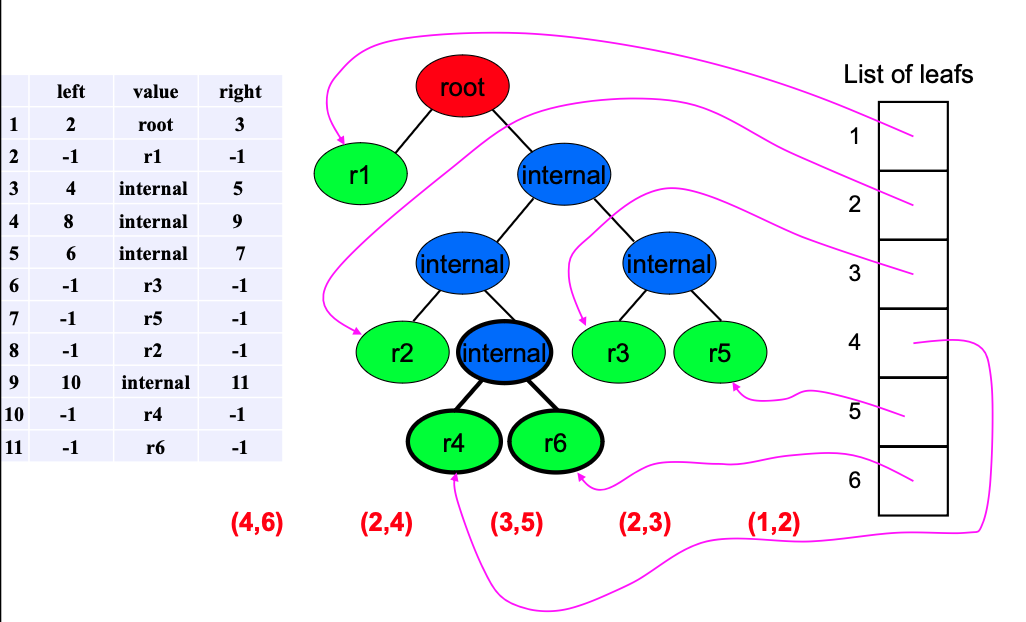 left value right
1 2 root 3
2 -1 r1 -1
3 4 internal 5
4 8 internal 9
5 6 internal 7
6 -1 r3 -1
7 -1 r5 -1
8 -1 r2 -1
9 10 internal 11
10 -1 r4 -1
11 -1 r6 -1
root
r1
internal
internal
internal
r2
internal
r3
r5
r4
r6
List of leafs
1
2
3
4
5
6
(4,6) (2,4) (3,5) (2,3) (1,2)